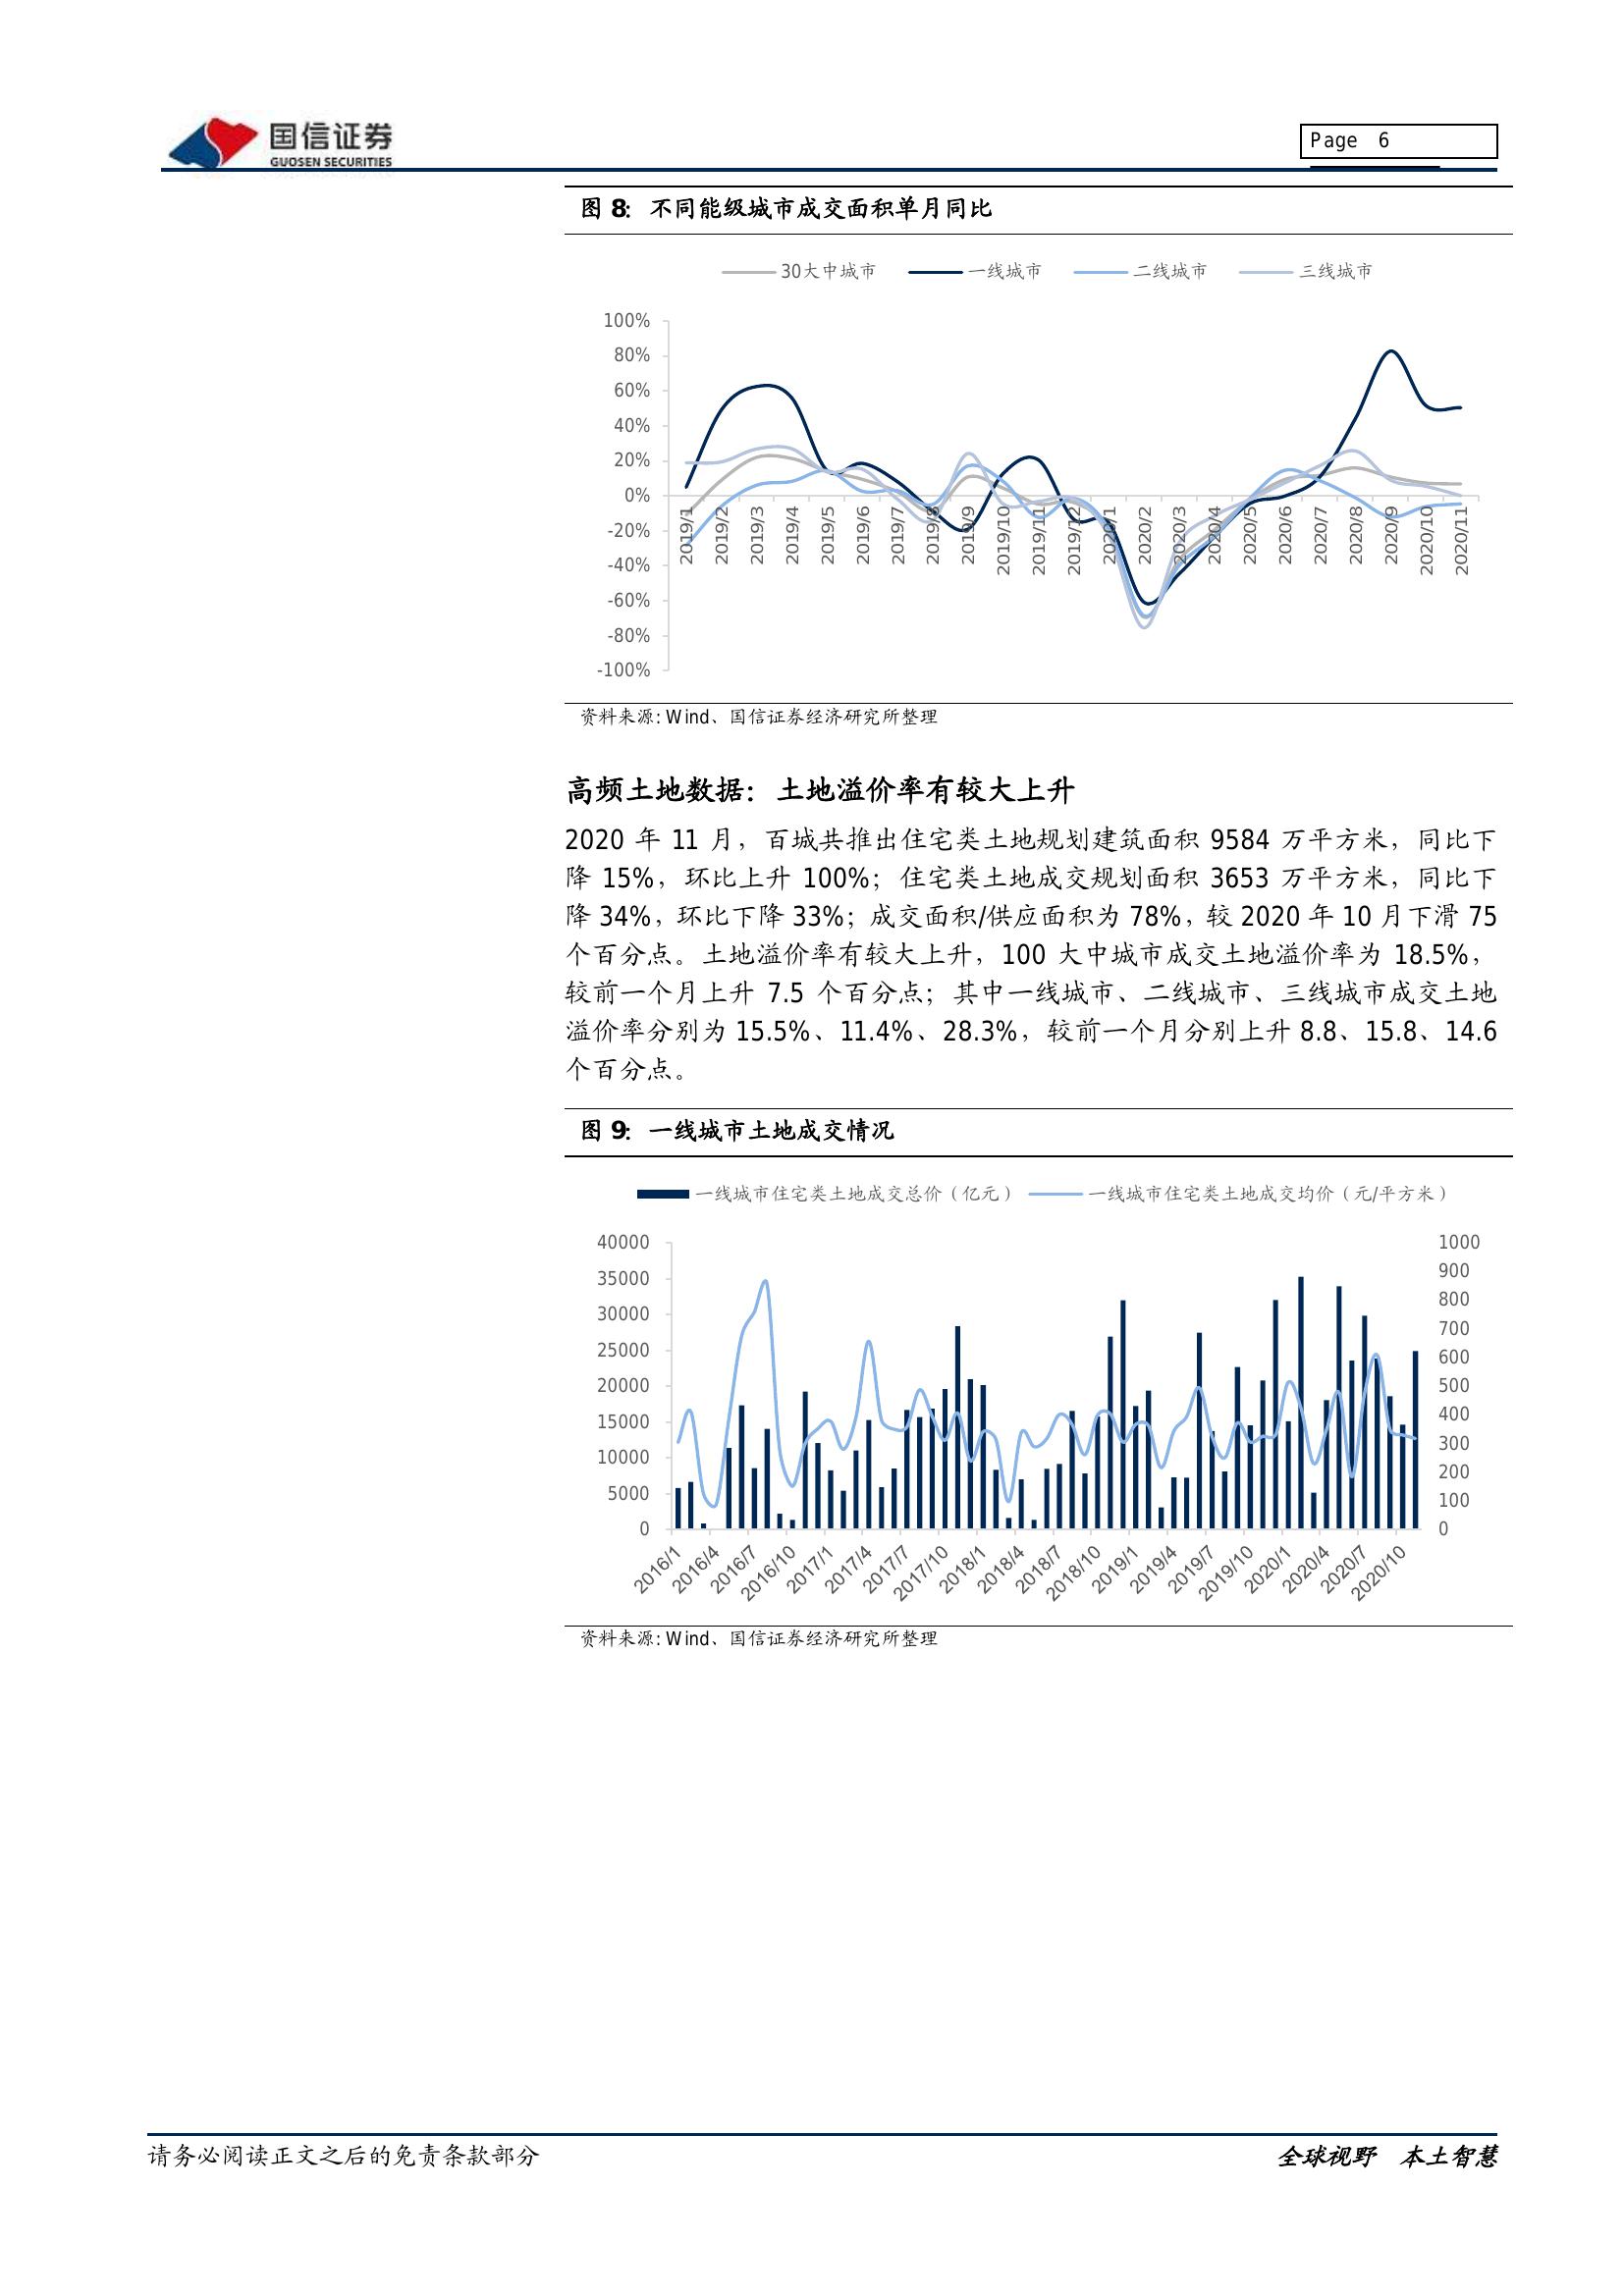 国信证券
GUOSEN SECURITIES
Page 6
图 8: 不同能级城市成交面积单月同比
30大中城市 一线城市 二线城市 三线城市
100%
80%
60%
40%
20%
0%
-20%
-40%
-60%
-80%
-100%
2019/1 2019/2 2019/3 2019/4 2019/5 2019/6 2019/7 2019/8 2019/9 2019/10 2019/11 2019/12 2020/1 2020/2 2020/3 2020/4 2020/5 2020/6 2020/7 2020/8 2020/9 2020/10 2020/11
资料来源: Wind、国信证券经济研究所整理
高频土地数据：土地溢价率有较大上升
2020 年 11 月，百城共推出住宅类土地规划建筑面积 9584 万平方米，同比下
降 15%，环比上升 100%；住宅类土地成交规划面积 3653 万平方米，同比下
降 34%，环比下降 33%；成交面积/供应面积为 78%，较 2020 年 10 月下滑 75
个百分点。土地溢价率有较大上升，100 大中城市成交土地溢价率为 18.5%，
较前一个月上升 7.5 个百分点；其中一线城市、二线城市、三线城市成交土地
溢价率分别为 15.5%、11.4%、28.3%，较前一个月分别上升 8.8、15.8、14.6
个百分点。
图 9: 一线城市土地成交情况
一线城市住宅类土地成交总价（亿元） 一线城市住宅类土地成交均价（元/平方米）
40000
35000
30000
25000
20000
15000
10000
5000
0
1000
900
800
700
600
500
400
300
200
100
0
2016/1 2016/4 2016/7 2016/10 2017/1 2017/4 2017/7 2017/10 2018/1 2018/4 2018/7 2018/10 2019/1 2019/4 2019/7 2019/10 2020/1 2020/4 2020/7 2020/10
资料来源: Wind、国信证券经济研究所整理
请务必阅读正文之后的免责条款部分
全球视野 本土智慧